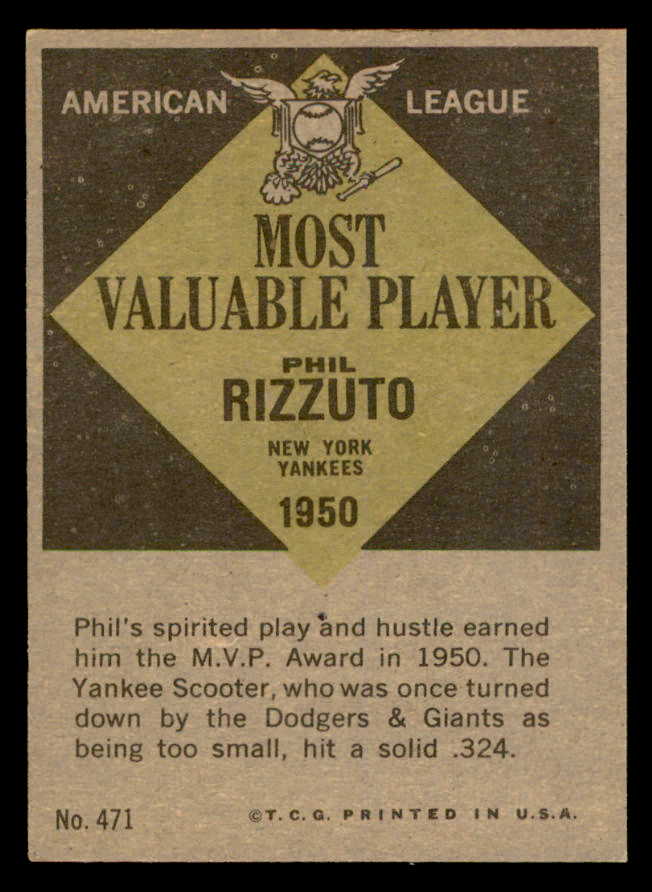 AMERICAN LEAGUE
MOST
VALUABLE PLAYER
PHIL
RIZZUTO
NEW YORK
YANKEES
1950
Phil's spirited play and hustle earned
him the M.V.P. Award in 1950. The
Yankee Scooter, who was once turned
down by the Dodgers & Giants as
being too small, hit a solid .324.
No. 471 ©T.C.G. PRINTED IN U.S.A.